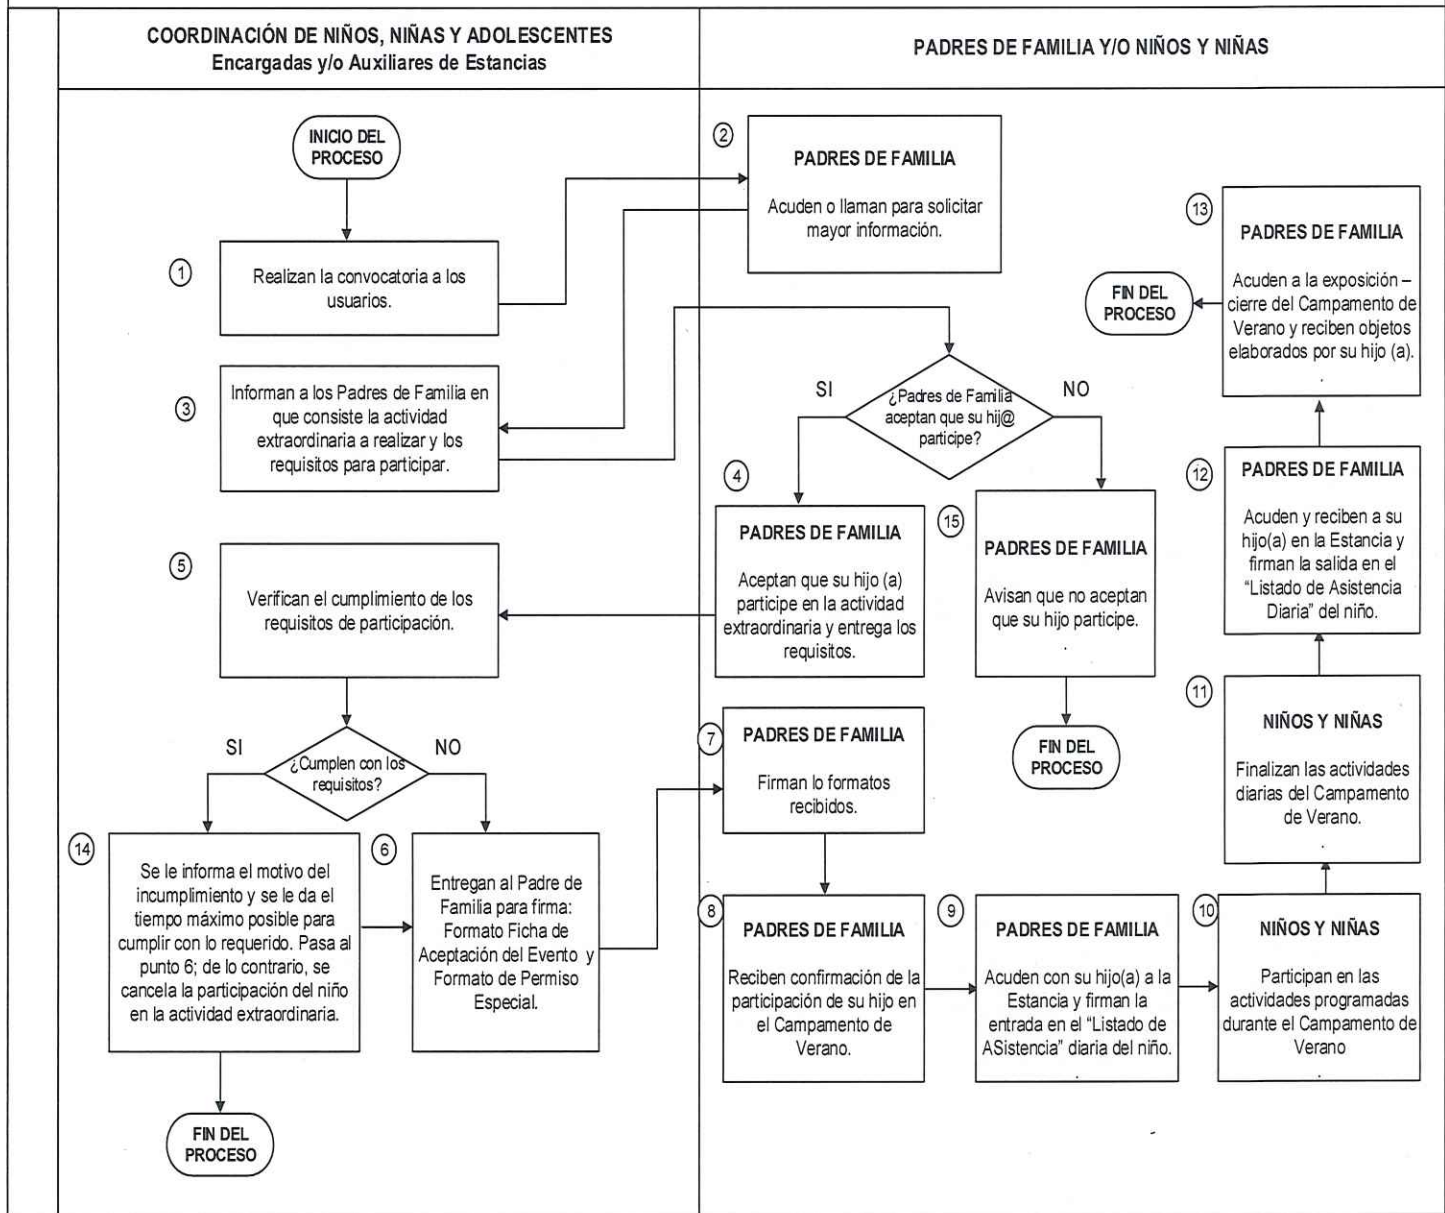 COORDINACIÓN DE NIÑOS, NIÑAS Y ADOLESCENTES
Encargadas y/o Auxiliares de Estancias
PADRES DE FAMILIA Y/O NIÑOS Y NIÑAS
INICIO DEL
PROCESO
1
Realizan la convocatoria a los
usuarios.
2
PADRES DE FAMILIA
Acuden o llaman para solicitar
mayor información.
3
Informan a los Padres de Familia en
que consiste la actividad
extraordinaria a realizar y los
requisitos para participar.
¿Padres de Familia
aceptan que su hij@
participe?
SI
NO
4
PADRES DE FAMILIA
Aceptan que su hijo (a)
participe en la actividad
extraordinaria y entrega los
requisitos.
15
PADRES DE FAMILIA
Avisan que no aceptan
que su hijo participe.
.
FIN DEL
PROCESO
5
Verifican el cumplimiento de los
requisitos de participación.
¿Cumplen con los
requisitos?
SI
NO
14
Se le informa el motivo del
incumplimiento y se le da el
tiempo máximo posible para
cumplir con lo requerido. Pasa al
punto 6; de lo contrario, se
cancela la participación del niño
en la actividad extraordinaria.
FIN DEL
PROCESO
6
Entregan al Padre de
Familia para firma:
Formato Ficha de
Aceptación del Evento y
Formato de Permiso
Especial.
7
PADRES DE FAMILIA
Firman lo formatos
recibidos.
8
PADRES DE FAMILIA
Reciben confirmación de la
participación de su hijo en
el Campamento de
Verano.
9
PADRES DE FAMILIA
Acuden con su hijo(a) a la
Estancia y firman la
entrada en el “Listado de
ASistencia” diaria del niño.
.
10
NIÑOS Y NIÑAS
Participan en las
actividades programadas
durante el Campamento de
Verano
.
11
NIÑOS Y NIÑAS
Finalizan las actividades
diarias del Campamento
de Verano.
.
12
PADRES DE FAMILIA
Acuden y reciben a su
hijo(a) en la Estancia y
firman la salida en el
“Listado de Asistencia
Diaria” del niño.
.
13
PADRES DE FAMILIA
Acuden a la exposición –
cierre del Campamento de
Verano y reciben objetos
elaborados por su hijo (a).
.
FIN DEL
PROCESO